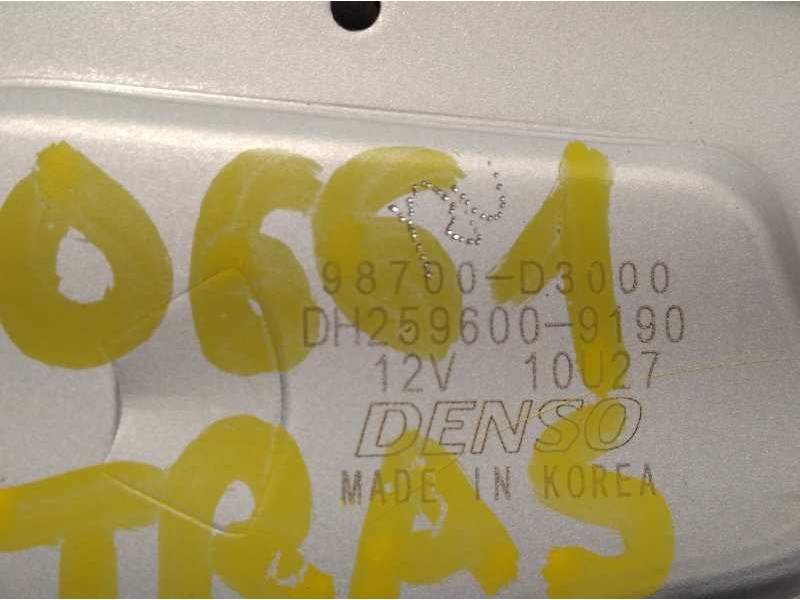 0661
98700-D3000
DH259600-9190
12V 10U27
DENSO
MADE IN KOREA
TRAS